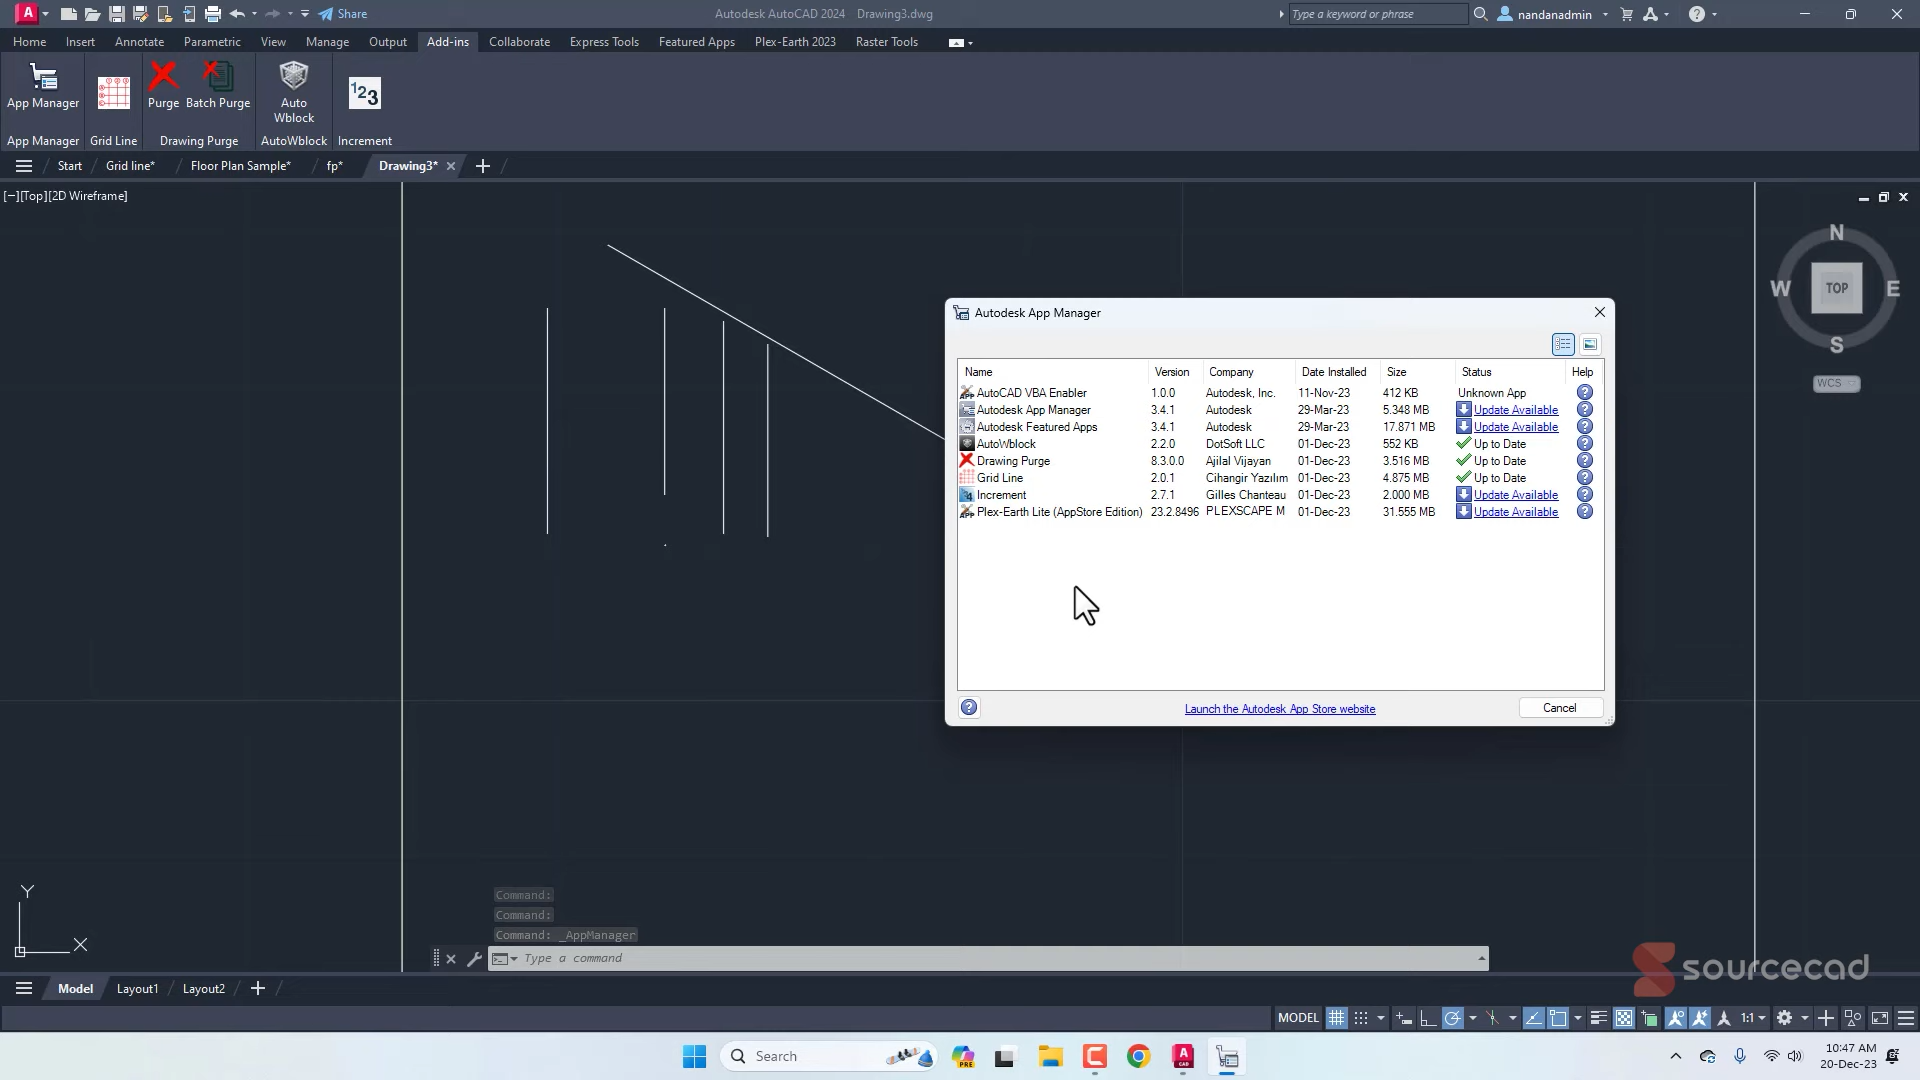 Share
Autodesk AutoCAD 2024 Drawing3.dwg
Type a keyword or phrase
nandanadmin
Home Insert Annotate Parametric View Manage Output Add-ins Collaborate Express Tools Featured Apps Plex-Earth 2023 Raster Tools
App Manager Purge Batch Purge Auto Wblock 123
App Manager Grid Line Drawing Purge AutoWblock Increment
Start Grid line* Floor Plan Sample* fp* Drawing3*
[−][Top][2D Wireframe]
N
W TOP E
S
WCS
Autodesk App Manager
Name Version Company Date Installed Size Status Help
AutoCAD VBA Enabler 1.0.0 Autodesk, Inc. 11-Nov-23 412 KB Unknown App
Autodesk App Manager 3.4.1 Autodesk 29-Mar-23 5.348 MB Update Available
Autodesk Featured Apps 3.4.1 Autodesk 29-Mar-23 17.871 MB Update Available
AutoWblock 2.2.0 DotSoft LLC 01-Dec-23 552 KB Up to Date
Drawing Purge 8.3.0.0 Ajilal Vijayan 01-Dec-23 3.516 MB Up to Date
Grid Line 2.0.1 Cihangir Yazılım 01-Dec-23 4.875 MB Up to Date
Increment 2.7.1 Gilles Chanteau 01-Dec-23 2.000 MB Update Available
Plex-Earth Lite (AppStore Edition) 23.2.8496 PLEXSCAPE M 01-Dec-23 31.555 MB Update Available
Launch the Autodesk App Store website
Cancel
Y
X
Command:
Command:
Command: _AppManager
Type a command
sourcecad
Model Layout1 Layout2
MODEL 1:1
Search
10:47 AM
20-Dec-23